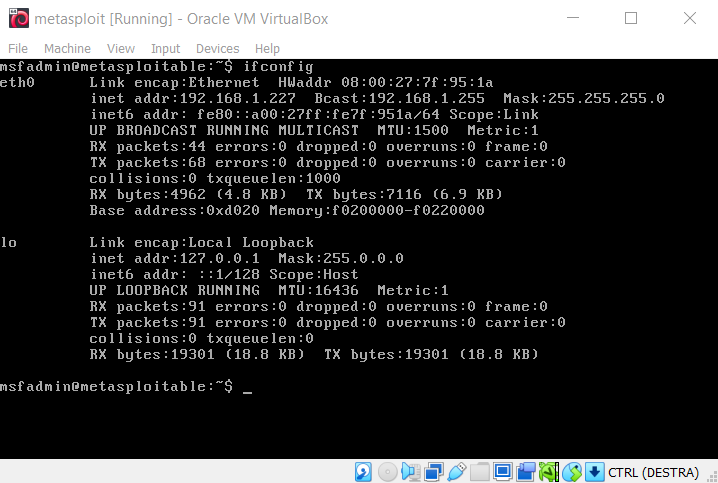 metasploit [Running] - Oracle VM VirtualBox
File Machine View Input Devices Help
msfadmin@metasploitable:~$ ifconfig
eth0 Link encap:Ethernet HWaddr 08:00:27:7f:95:1a
inet addr:192.168.1.227 Bcast:192.168.1.255 Mask:255.255.255.0
inet6 addr: fe80::a00:27ff:fe7f:951a/64 Scope:Link
UP BROADCAST RUNNING MULTICAST MTU:1500 Metric:1
RX packets:44 errors:0 dropped:0 overruns:0 frame:0
TX packets:68 errors:0 dropped:0 overruns:0 carrier:0
collisions:0 txqueuelen:1000
RX bytes:4962 (4.8 KB) TX bytes:7116 (6.9 KB)
Base address:0xd020 Memory:f0200000-f0220000
lo Link encap:Local Loopback
inet addr:127.0.0.1 Mask:255.0.0.0
inet6 addr: ::1/128 Scope:Host
UP LOOPBACK RUNNING MTU:16436 Metric:1
RX packets:91 errors:0 dropped:0 overruns:0 frame:0
TX packets:91 errors:0 dropped:0 overruns:0 carrier:0
collisions:0 txqueuelen:0
RX bytes:19301 (18.8 KB) TX bytes:19301 (18.8 KB)
msfadmin@metasploitable:~$ _
CTRL (DESTRA)